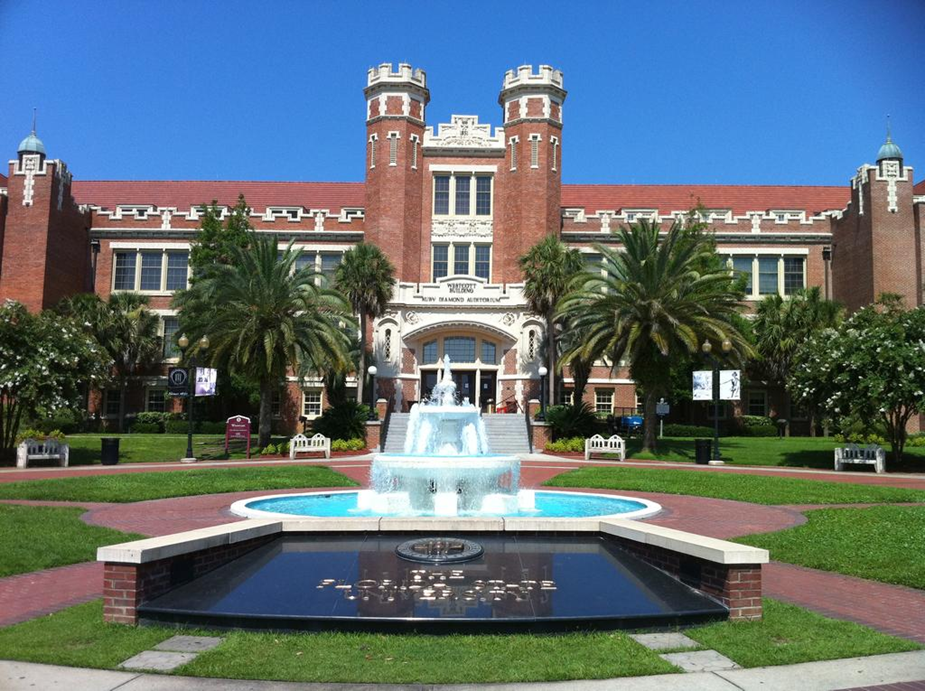 WESTCOTT
BUILDING
RUBY DIAMOND AUDITORIUM
THE
FLORIDA STATE
UNIVERSITY